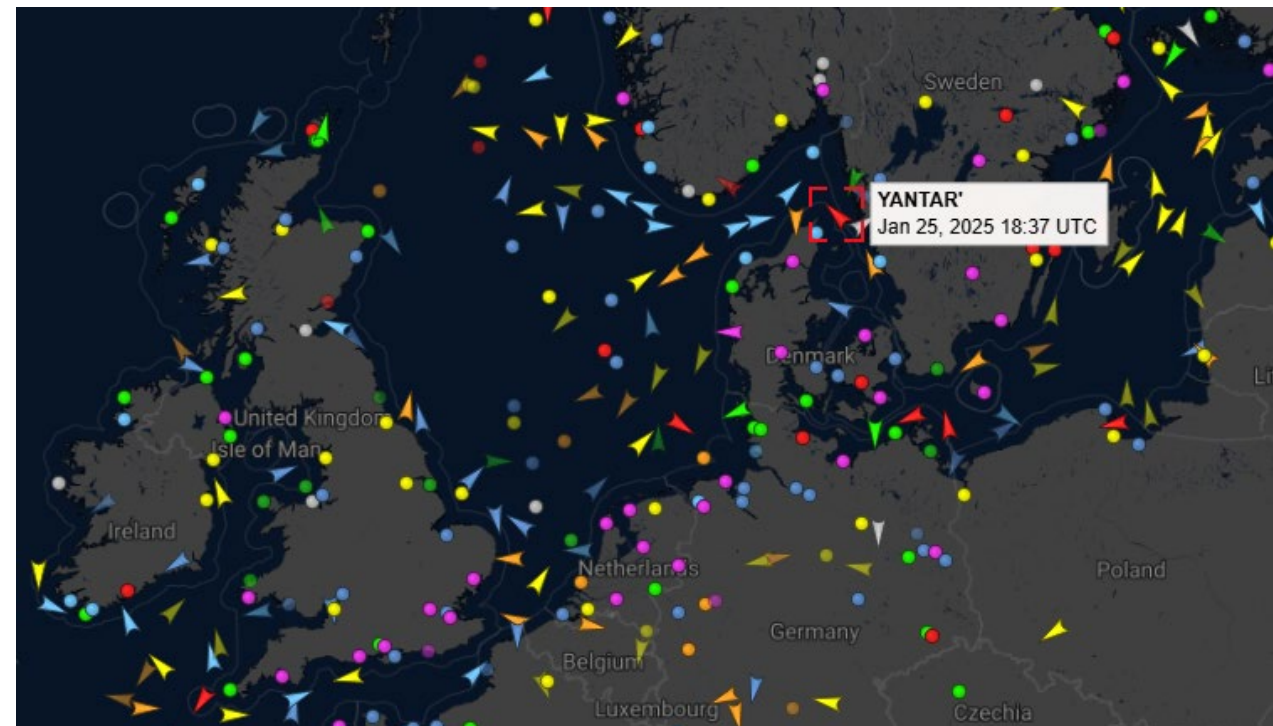 Sweden
YANTAR'
Jan 25, 2025 18:37 UTC
Denmark
Li
United Kingdom
Isle of Man
Ireland
Netherlands
Poland
Germany
Belgium
Luxembourg
Czechia